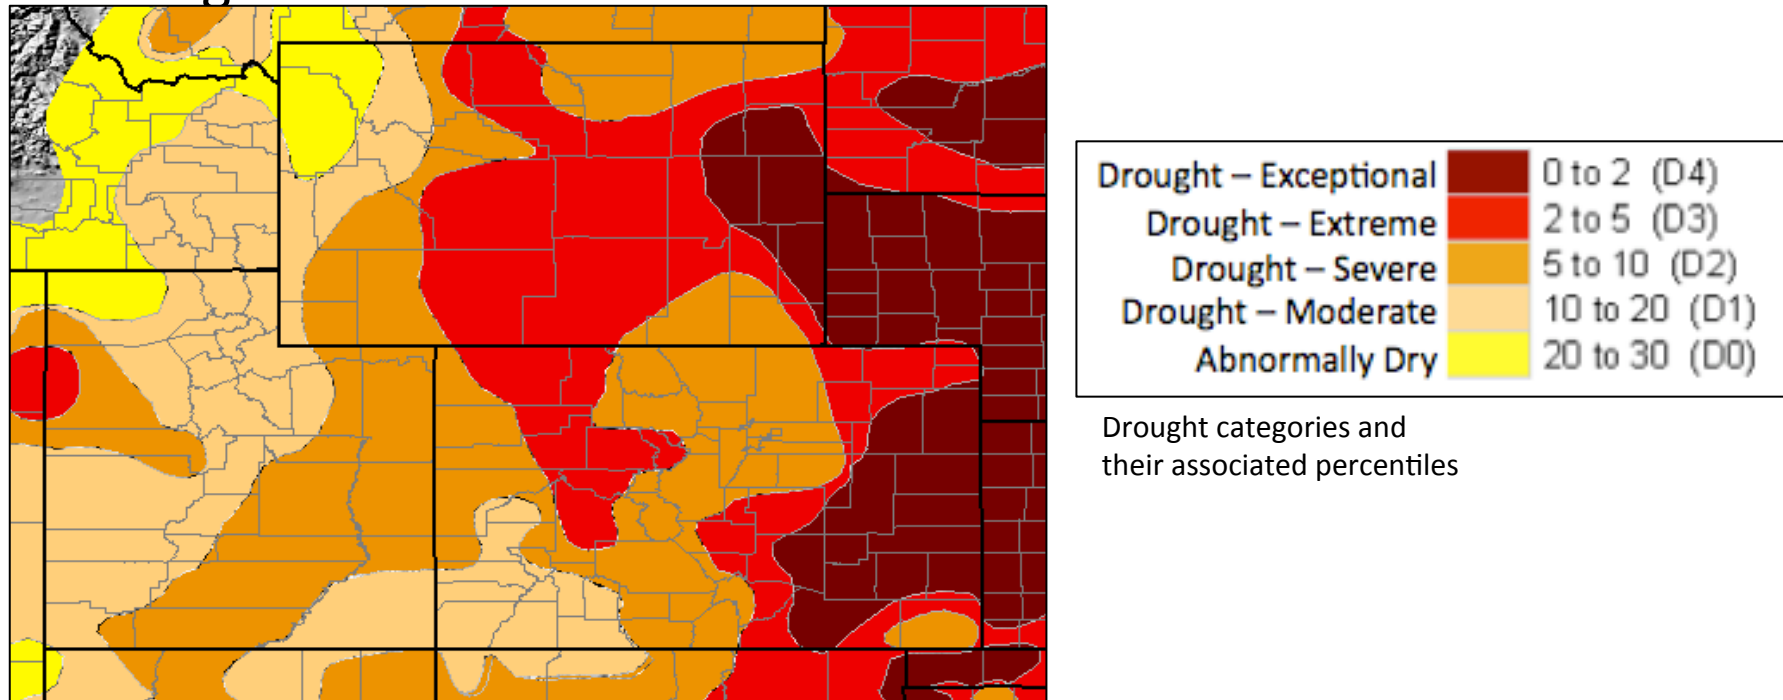 g
Drought – Exceptional 0 to 2 (D4)
Drought – Extreme 2 to 5 (D3)
Drought – Severe 5 to 10 (D2)
Drought – Moderate 10 to 20 (D1)
Abnormally Dry 20 to 30 (D0)
Drought categories and
their associated percentiles